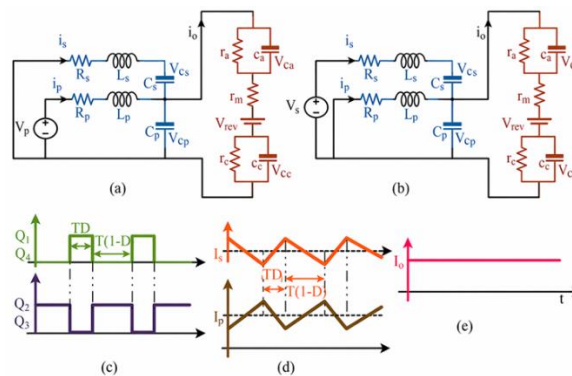 i_s
R_s
L_s
C_s
V_cs
i_o
r_a
c_a
V_ca
i_p
R_p
L_p
r_m
V_p
C_p
V_cp
V_rev
r_c
c_c
V_cc
(a)
i_s
R_s
L_s
C_s
V_cs
i_o
r_a
c_a
i_p
R_p
L_p
r_m
V_s
C_p
V_cp
V_rev
r_c
c_c
(b)
Q_1
Q_4
TD
T(1-D)
Q_2
Q_3
(c)
I_s
TD
T(1-D)
I_p
(d)
I_o
t
(e)